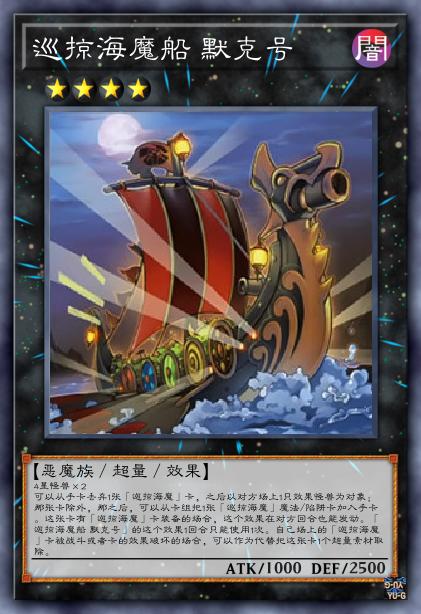 巡掠海魔船 默克号
闇
【恶魔族/超量/效果】
4星怪兽×2
可以从手卡丢弃1张「巡掠海魔」卡，之后以对方场上1只效果怪兽为对象；
那张卡除外，那之后，可以从卡组把1张「巡掠海魔」魔法/陷阱卡加入手卡
。这张卡有「巡掠海魔」卡装备的场合，这个效果在对方回合也能发动。「
巡掠海魔船 默克号」的这个效果1回合只能使用1次。自己场上的「巡掠海魔」
卡被战斗或者卡的效果破坏的场合，可以作为代替把这张卡1个超量素材取
除。
ATK/1000 DEF/2500